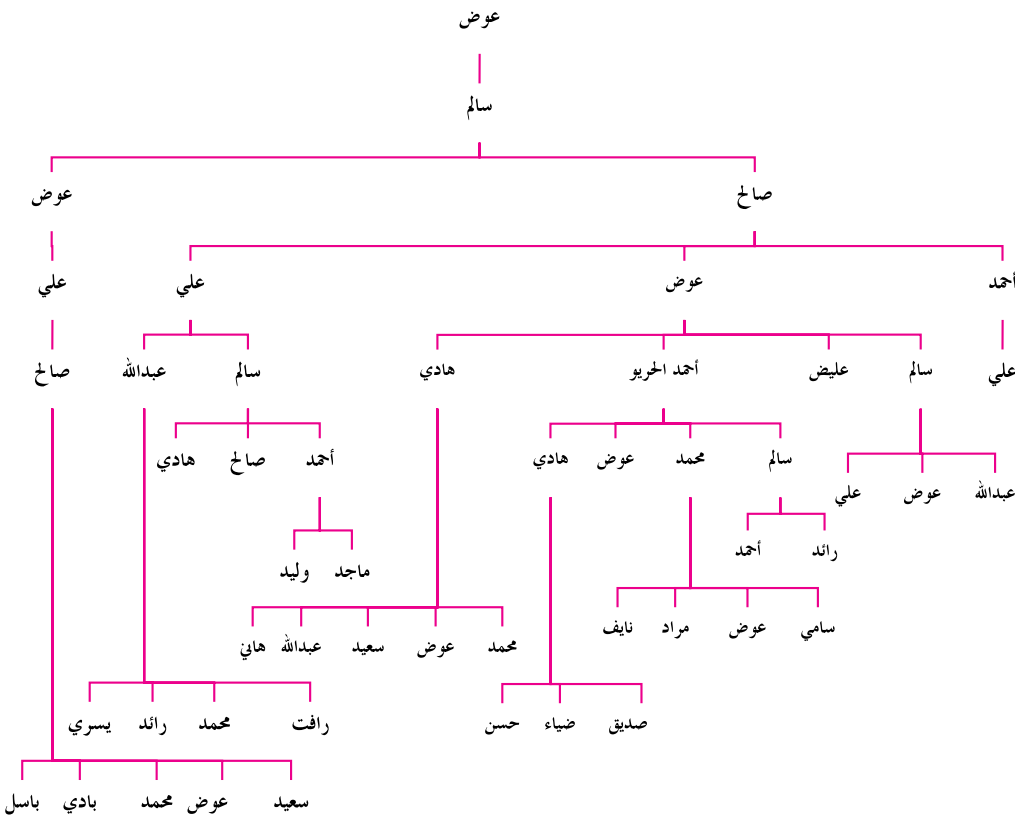 عوض
سالم
صالح عوض
أحمد عوض علي علي
علي سالم عليض أحمد الحريو هادي سالم عبدالله صالح
سالم محمد عوض هادي أحمد صالح هادي
عبدالله عوض علي
رائد أحمد
ماجد وليد
سامي عوض مراد نايف
محمد عوض سعيد عبدالله هاني
صديق ضياء حسن
رافت محمد رائد يسري
سعيد عوض محمد بادي باسل